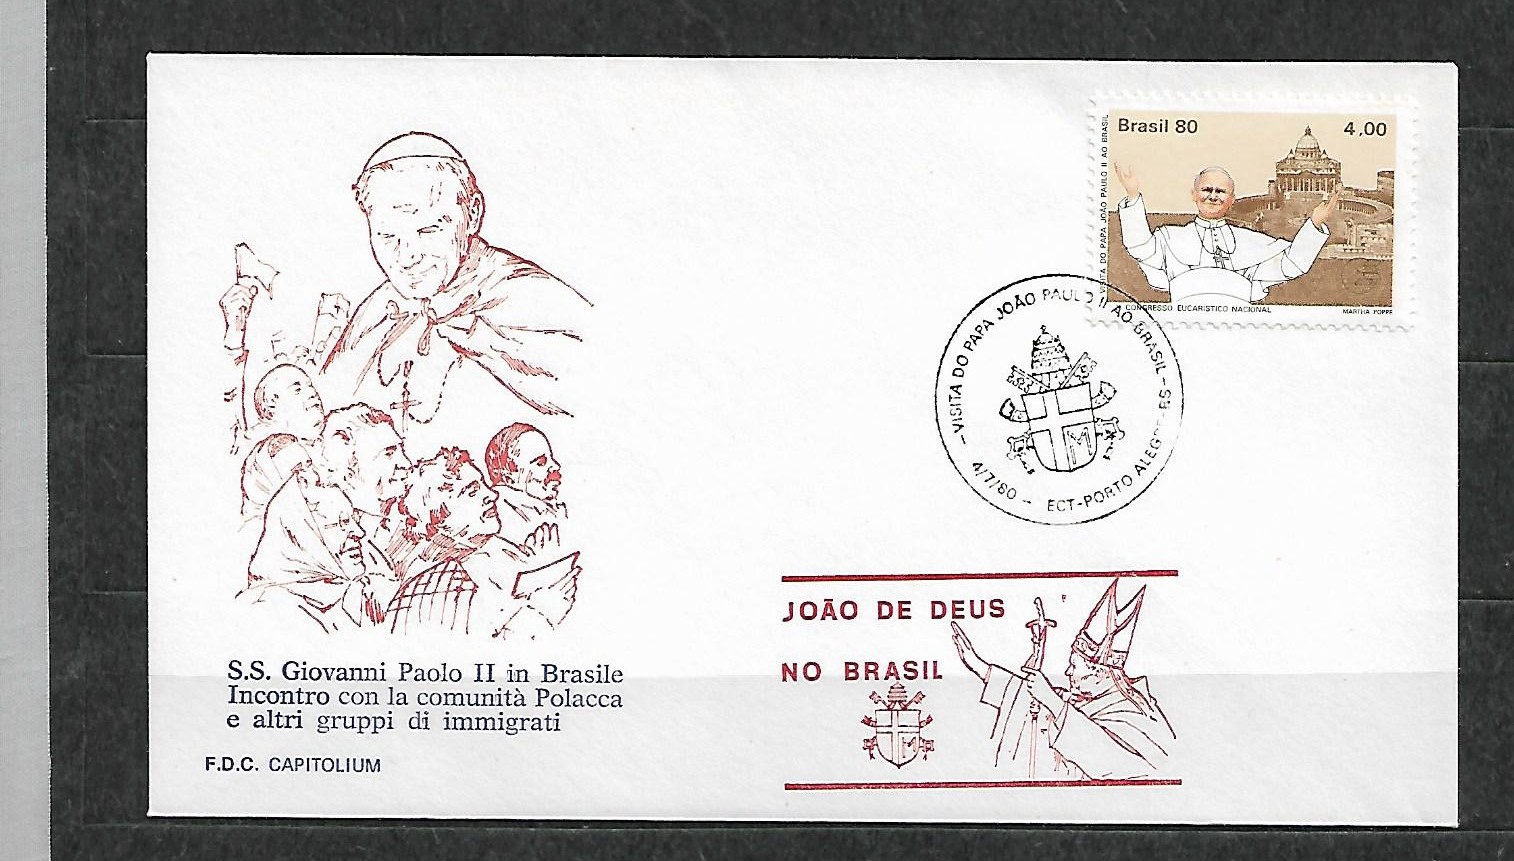 Brasil 80
4,00
VISITA DO PAPA JOÃO PAULO II AO BRASIL
CONGRESSO EUCARÍSTICO NACIONAL
MARTHA POPPE
– VISITA DO PAPA JOÃO PAULO II AO BRASIL –
4/7/80 – ECT-PORTO ALEGRE-RS –
M
JOÃO DE DEUS
NO BRASIL
M
S.S. Giovanni Paolo II in Brasile
Incontro con la comunità Polacca
e altri gruppi di immigrati
F.D.C. CAPITOLIUM